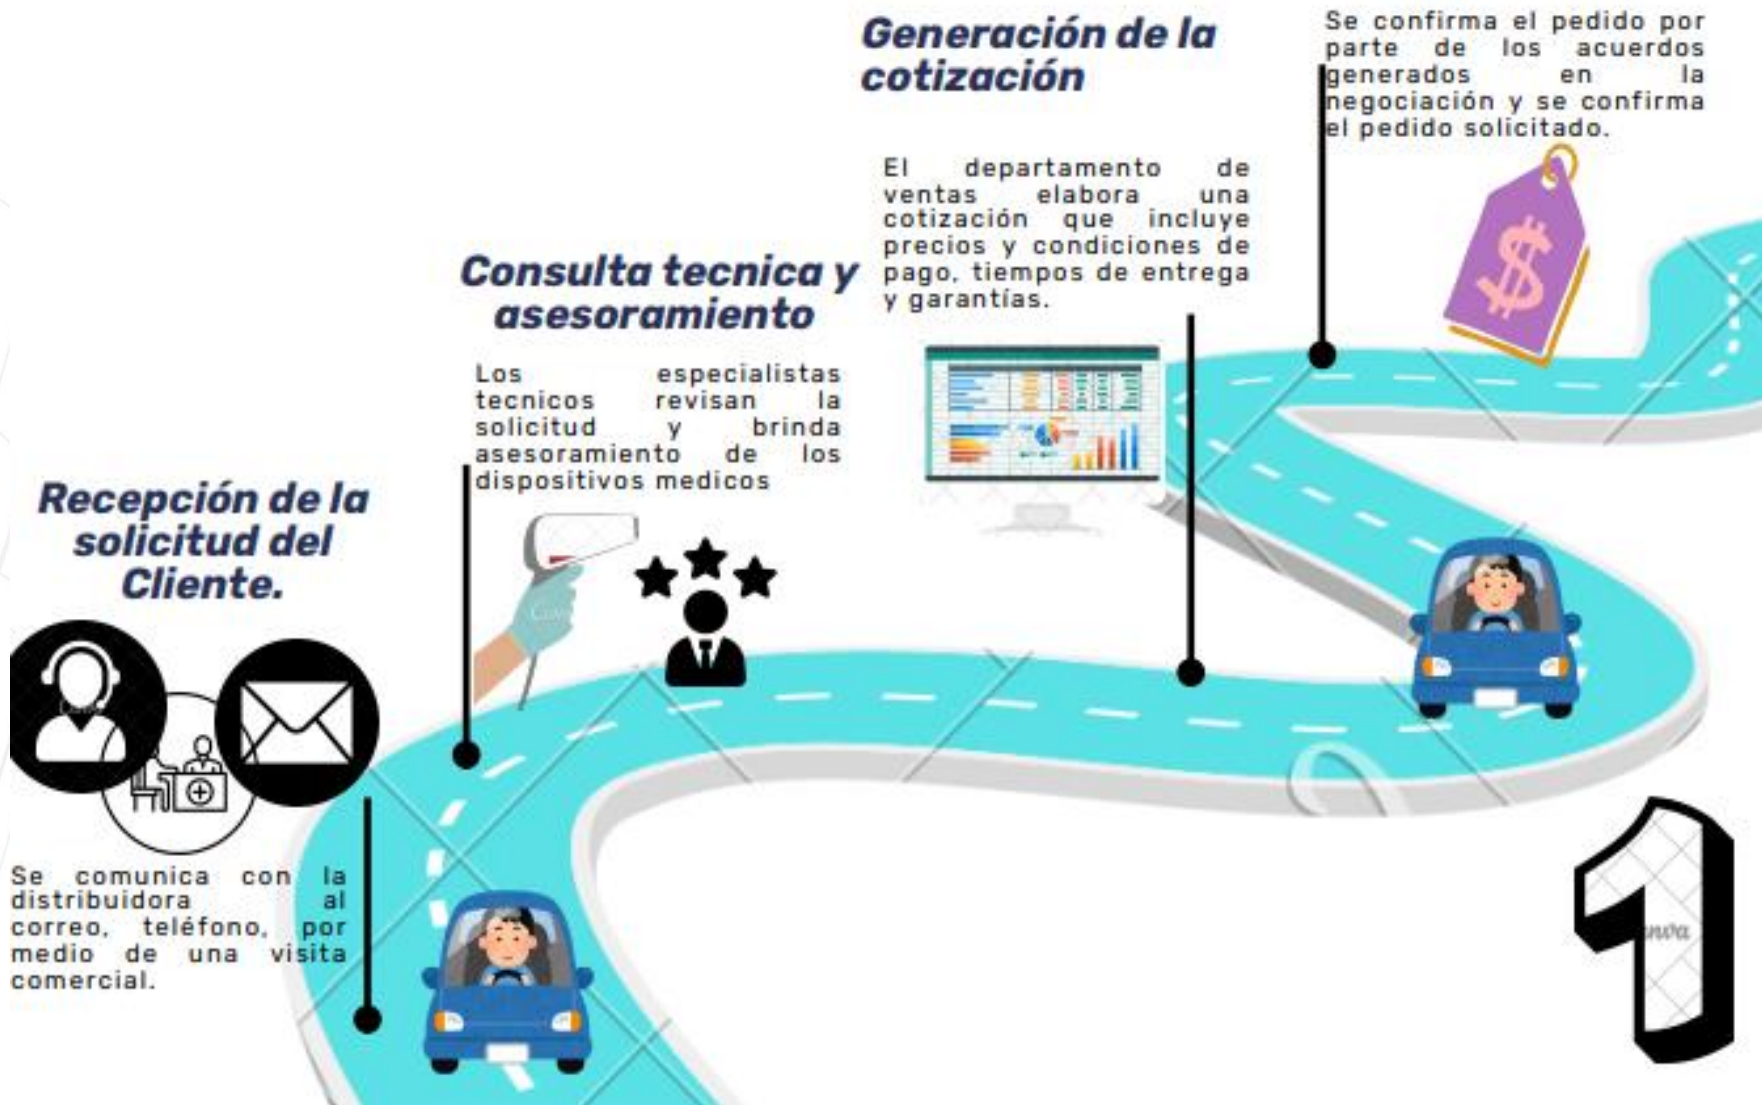 Generación de la
cotización
Se confirma el pedido por
parte de los acuerdos
generados en la
negociación y se confirma
el pedido solicitado.
El departamento de
ventas elabora una
cotización que incluye
precios y condiciones de
pago, tiempos de entrega
y garantías.
Consulta tecnica y
asesoramiento
Los especialistas
tecnicos revisan la
solicitud y brinda
asesoramiento de los
dispositivos medicos
Recepción de la
solicitud del
Cliente.
Se comunica con la
distribuidora al
correo, teléfono, por
medio de una visita
comercial.
$
1